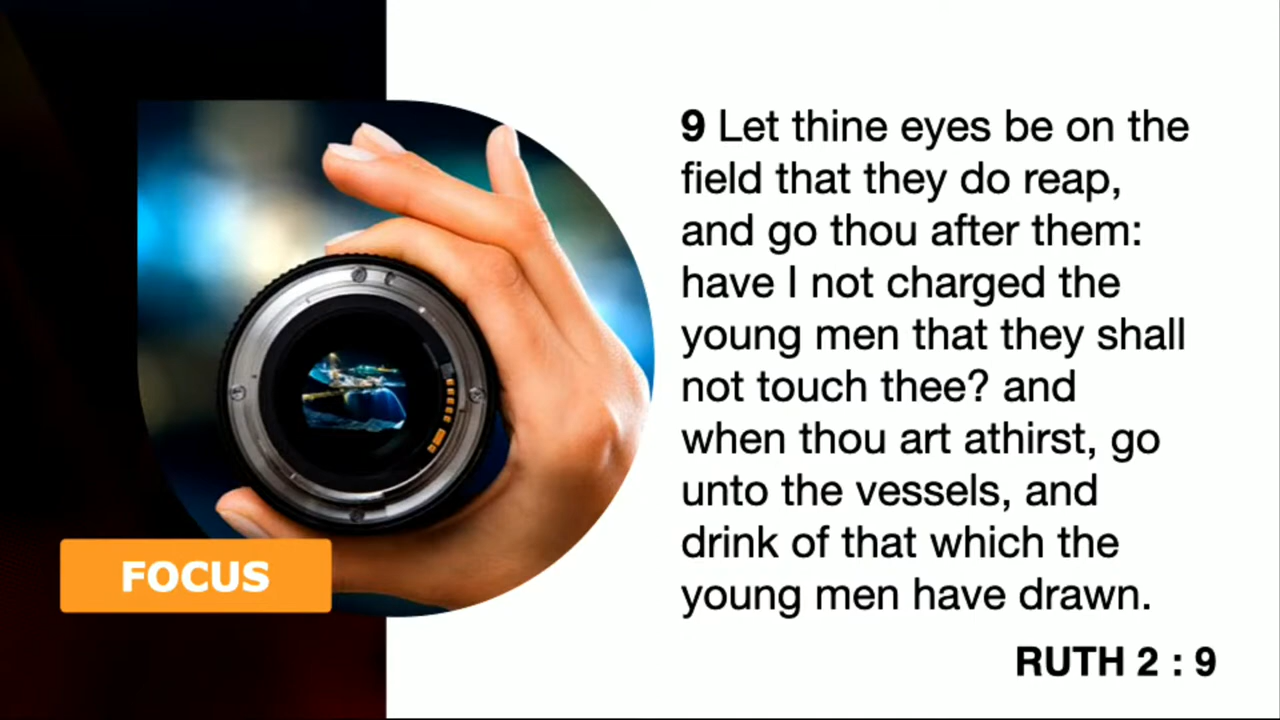 9 Let thine eyes be on the
field that they do reap,
and go thou after them:
have I not charged the
young men that they shall
not touch thee? and
when thou art athirst, go
unto the vessels, and
drink of that which the
young men have drawn.
RUTH 2 : 9
FOCUS